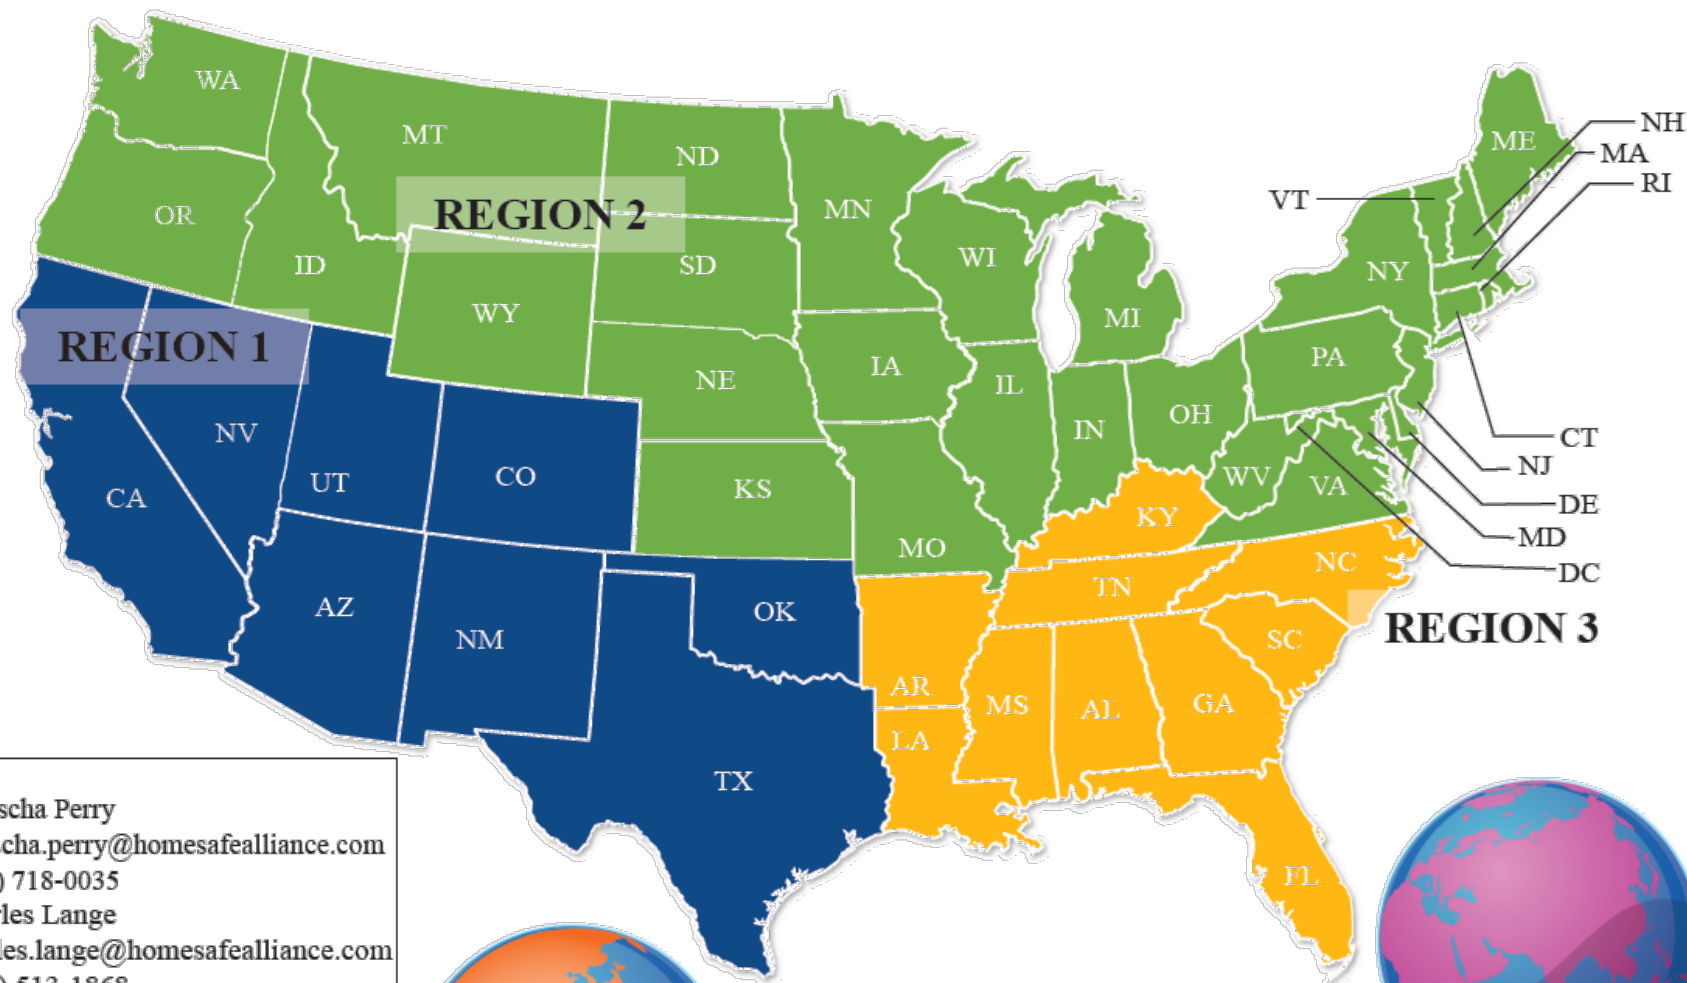 WA
MT
ND
MN
ME
NH
MA
RI
VT
OR
REGION 2
ID
SD
WI
NY
WY
MI
REGION 1
NE
IA
IL
PA
NV
IN
OH
CT
NJ
CA
UT
CO
KS
WV
VA
DE
MD
DC
MO
KY
NC
TN
AZ
NM
OK
SC
REGION 3
AR
MS
AL
GA
LA
TX
FL
scha Perry
cha.perry@homesafealliance.com
) 718-0035
rles Lange
les.lange@homesafealliance.com
) 513-1868